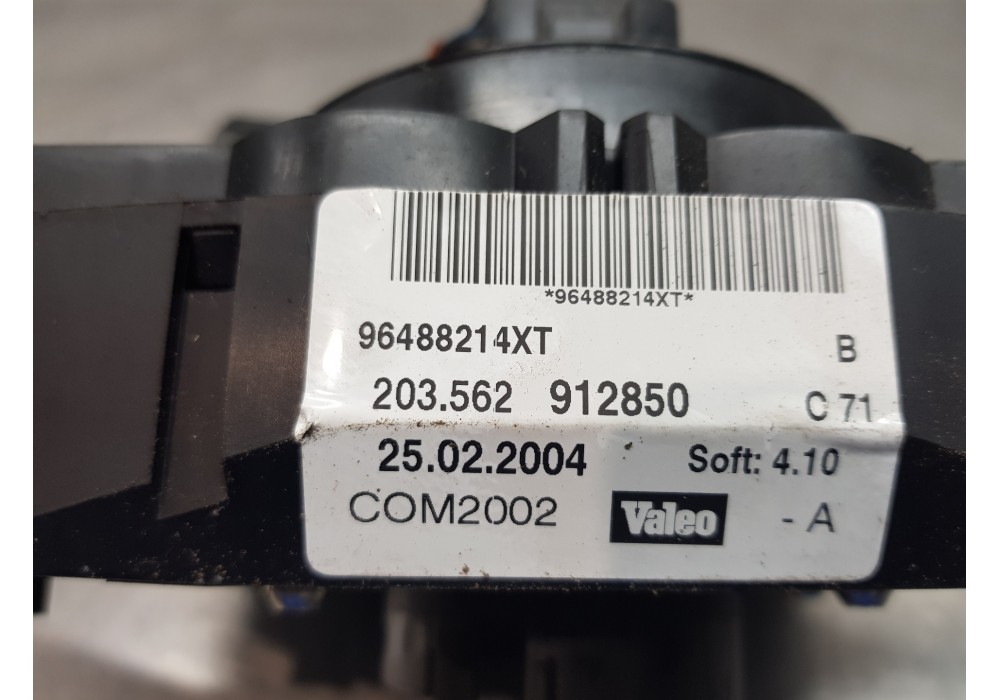 *96488214XT*
96488214XT B
203.562 912850 C 71
25.02.2004 Soft: 4.10
COM2002 Valeo - A